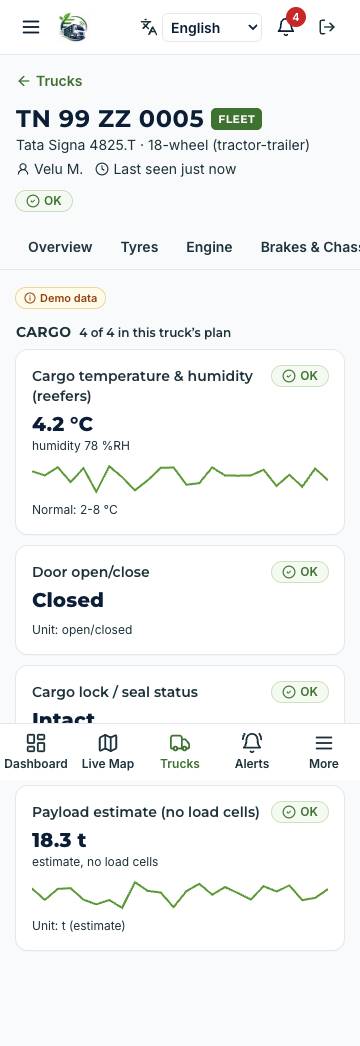 English
4
Trucks
TN 99 ZZ 0005 FLEET
Tata Signa 4825.T · 18-wheel (tractor-trailer)
Velu M. Last seen just now
OK
Overview Tyres Engine Brakes & Chass
Demo data
CARGO 4 of 4 in this truck's plan
Cargo temperature & humidity OK
(reefers)
4.2 °C
humidity 78 %RH
Normal: 2-8 °C
Door open/close OK
Closed
Unit: open/close
Cargo lock / seal status OK
Intact
Dashboard Live Map Trucks Alerts More
Payload estimate (no load cells) OK
18.3 t
estimate, no load cells
Unit: t (estimate)